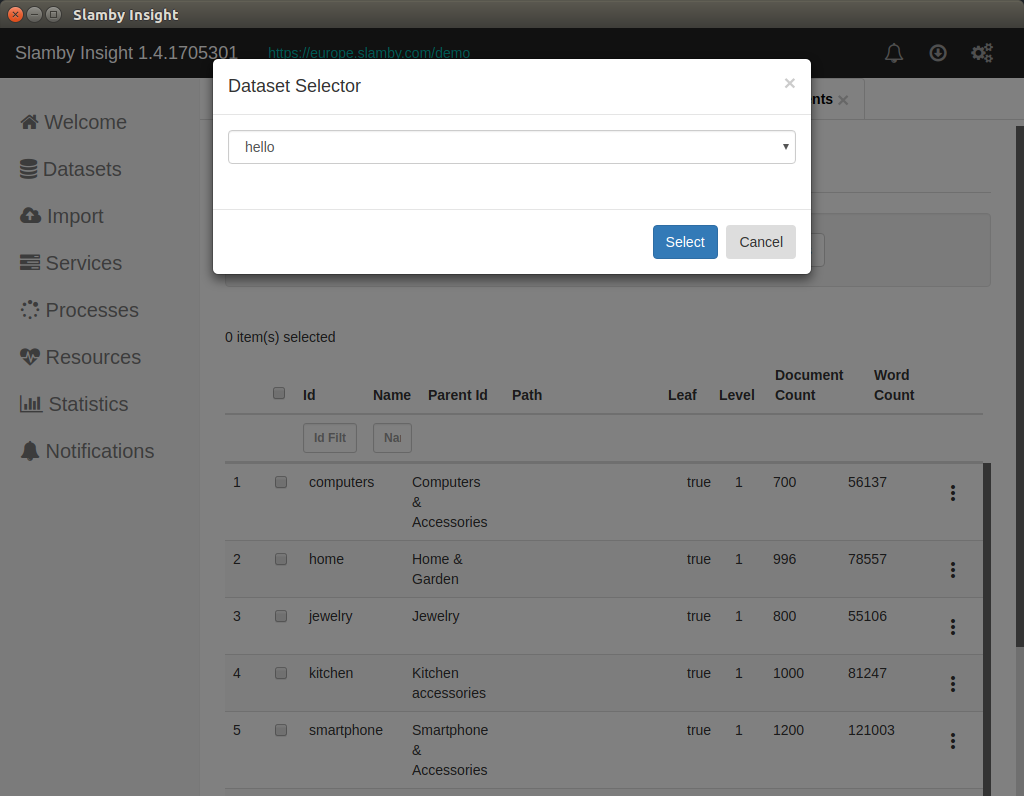 Slamby Insight
Slamby Insight 1.4.1705301 https://europe.slamby.com/demo
Dataset Selector
nts
hello
Select Cancel
Welcome
Datasets
Import
Services
Processes
Resources
Statistics
Notifications
0 item(s) selected
Id Name Parent Id Path Leaf Level Document Count Word Count
Id Filt Nar
1 computers Computers & Accessories true 1 700 56137
2 home Home & Garden true 1 996 78557
3 jewelry Jewelry true 1 800 55106
4 kitchen Kitchen accessories true 1 1000 81247
5 smartphone Smartphone & Accessories true 1 1200 121003